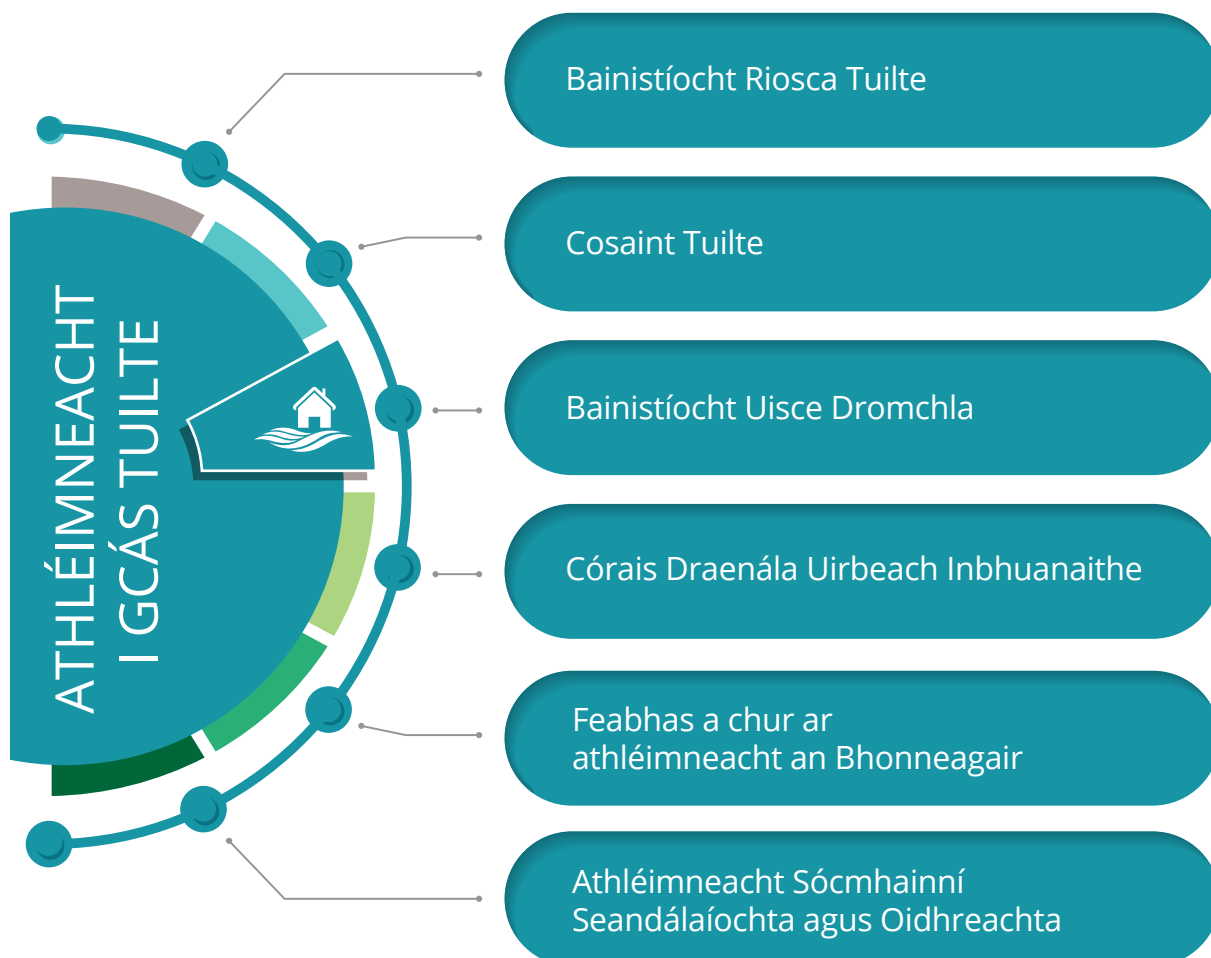 ATHLÉIMNEACHT
I GCÁS TUILTE
Bainistíocht Riosca Tuilte
Cosaint Tuilte
Bainistíocht Uisce Dromchla
Córais Draenála Uirbeach Inbhuanaithe
Feabhas a chur ar
athléimneacht an Bhonneagair
Athléimneacht Sócmhainní
Seandálaíochta agus Oidhreachta